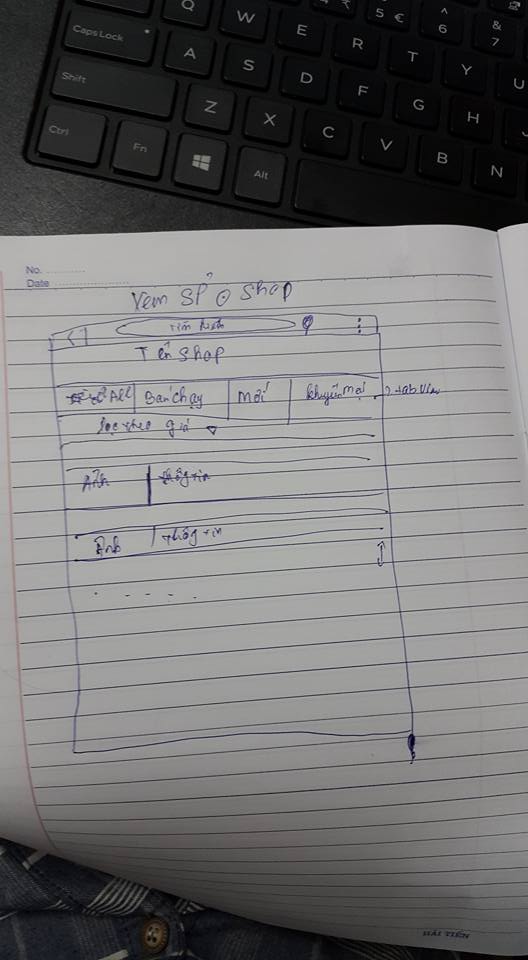 Caps Lock
Q W E R T Y U
A S D F G H
Shift
Z X C V B N
Ctrl Fn Alt
4 ₹ 5 € ^ 6 & 7
No.
Date
Xem SP ở Shop
Tìm kiếm
Tên Shop
All Bán chạy Mới khuyến mại → tab view
lọc theo giá
Ảnh thông tin
Ảnh thông tin
. - - - -
HẢI TIẾN